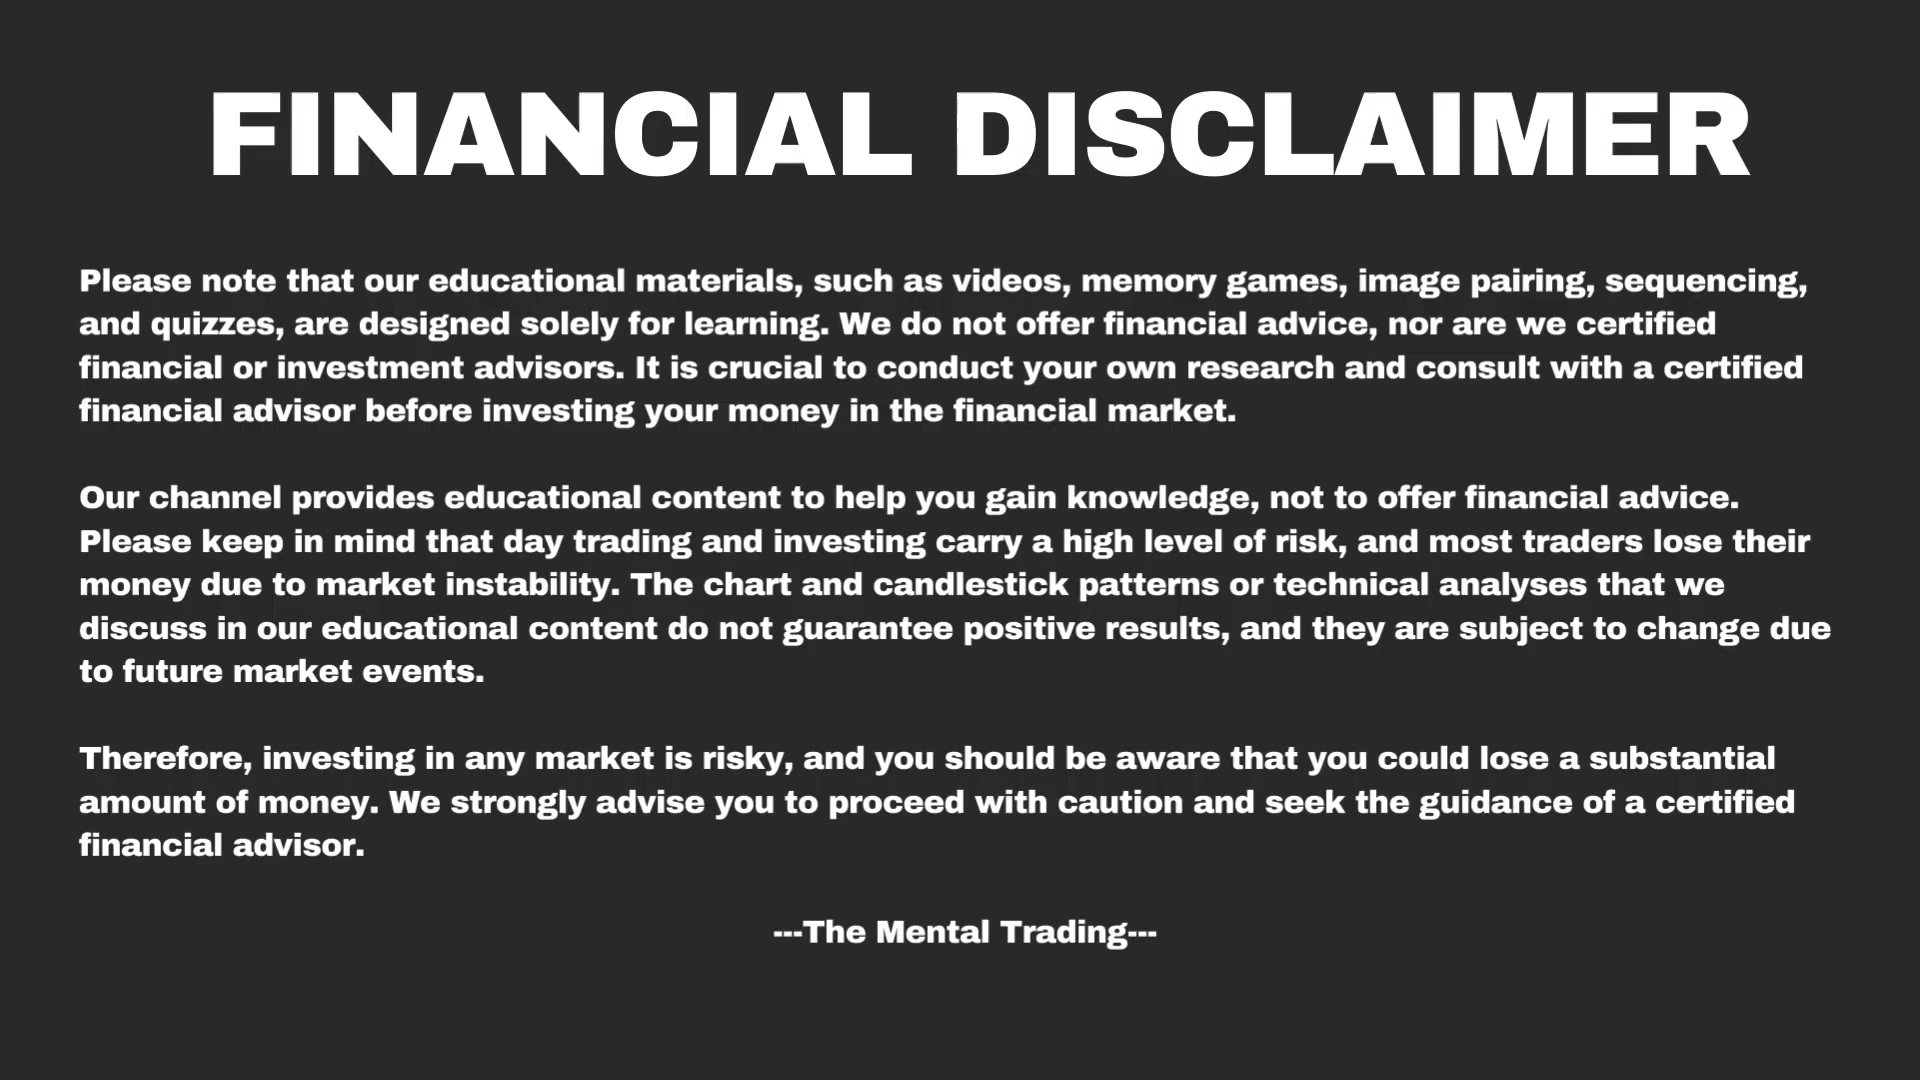 FINANCIAL DISCLAIMER
Please note that our educational materials, such as videos, memory games, image pairing, sequencing,
and quizzes, are designed solely for learning. We do not offer financial advice, nor are we certified
financial or investment advisors. It is crucial to conduct your own research and consult with a certified
financial advisor before investing your money in the financial market.
Our channel provides educational content to help you gain knowledge, not to offer financial advice.
Please keep in mind that day trading and investing carry a high level of risk, and most traders lose their
money due to market instability. The chart and candlestick patterns or technical analyses that we
discuss in our educational content do not guarantee positive results, and they are subject to change due
to future market events.
Therefore, investing in any market is risky, and you should be aware that you could lose a substantial
amount of money. We strongly advise you to proceed with caution and seek the guidance of a certified
financial advisor.
---The Mental Trading---